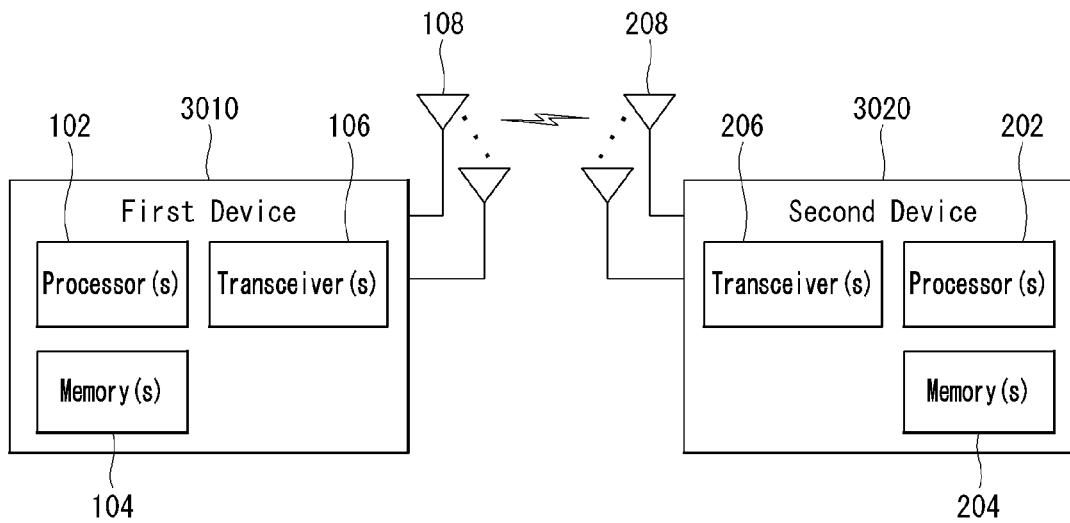 108
208
3010
3020
102
106
206
202
First Device
Second Device
Processor(s)
Transceiver(s)
Transceiver(s)
Processor(s)
Memory(s)
Memory(s)
104
204